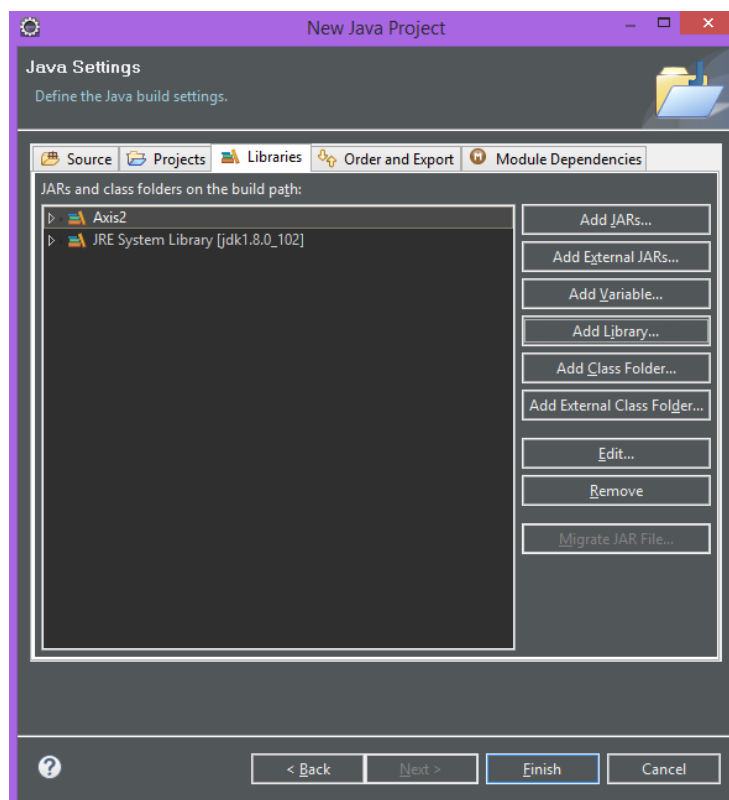 New Java Project
Java Settings
Define the Java build settings.
Source Projects Libraries Order and Export Module Dependencies
JARs and class folders on the build path:
Axis2
JRE System Library [jdk1.8.0_102]
Add JARs...
Add External JARs...
Add Variable...
Add Library...
Add Class Folder...
Add External Class Folder...
Edit...
Remove
Migrate JAR File...
< Back Next > Finish Cancel